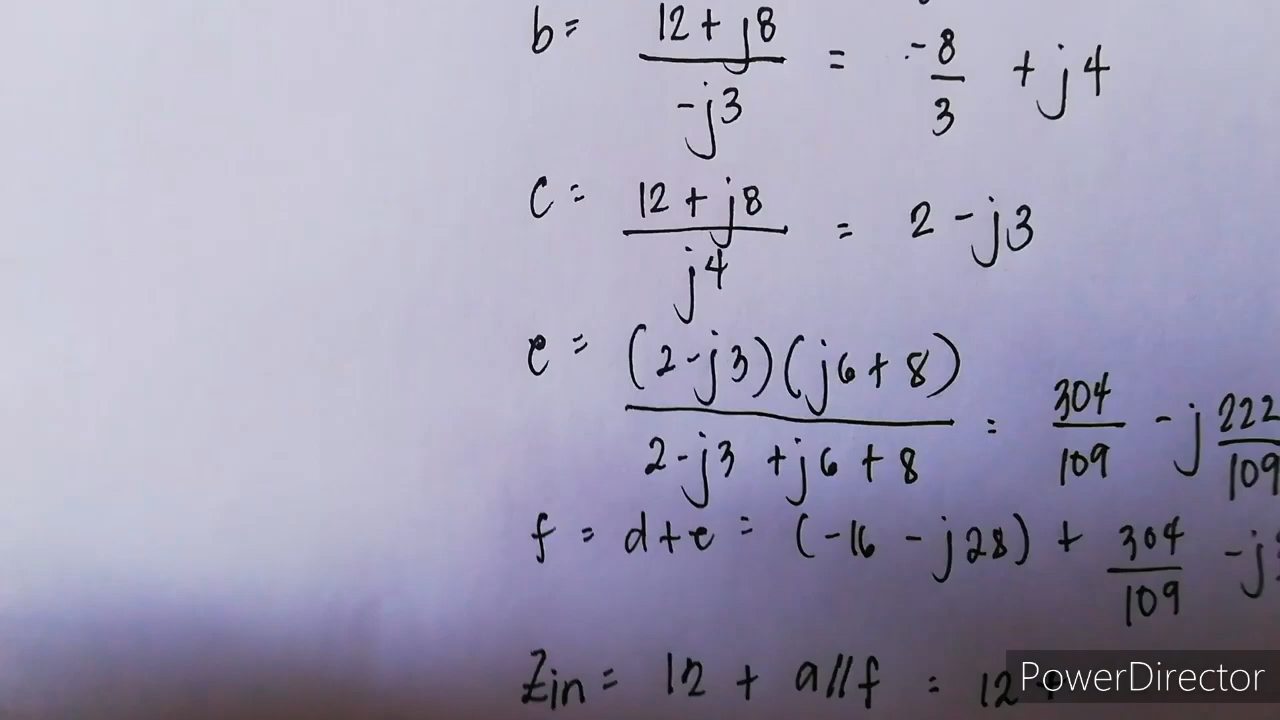 b = 12 + j8 / -j3 = -8/3 + j4
c = 12 + j8 / j4 = 2 - j3
e = (2 - j3)(j6 + 8) / 2 - j3 + j6 + 8 = 304/109 - j 222/109
f = d + e = (-16 - j28) + 304/109 - j
Zin = 12 + a//f = 12 +
PowerDirector